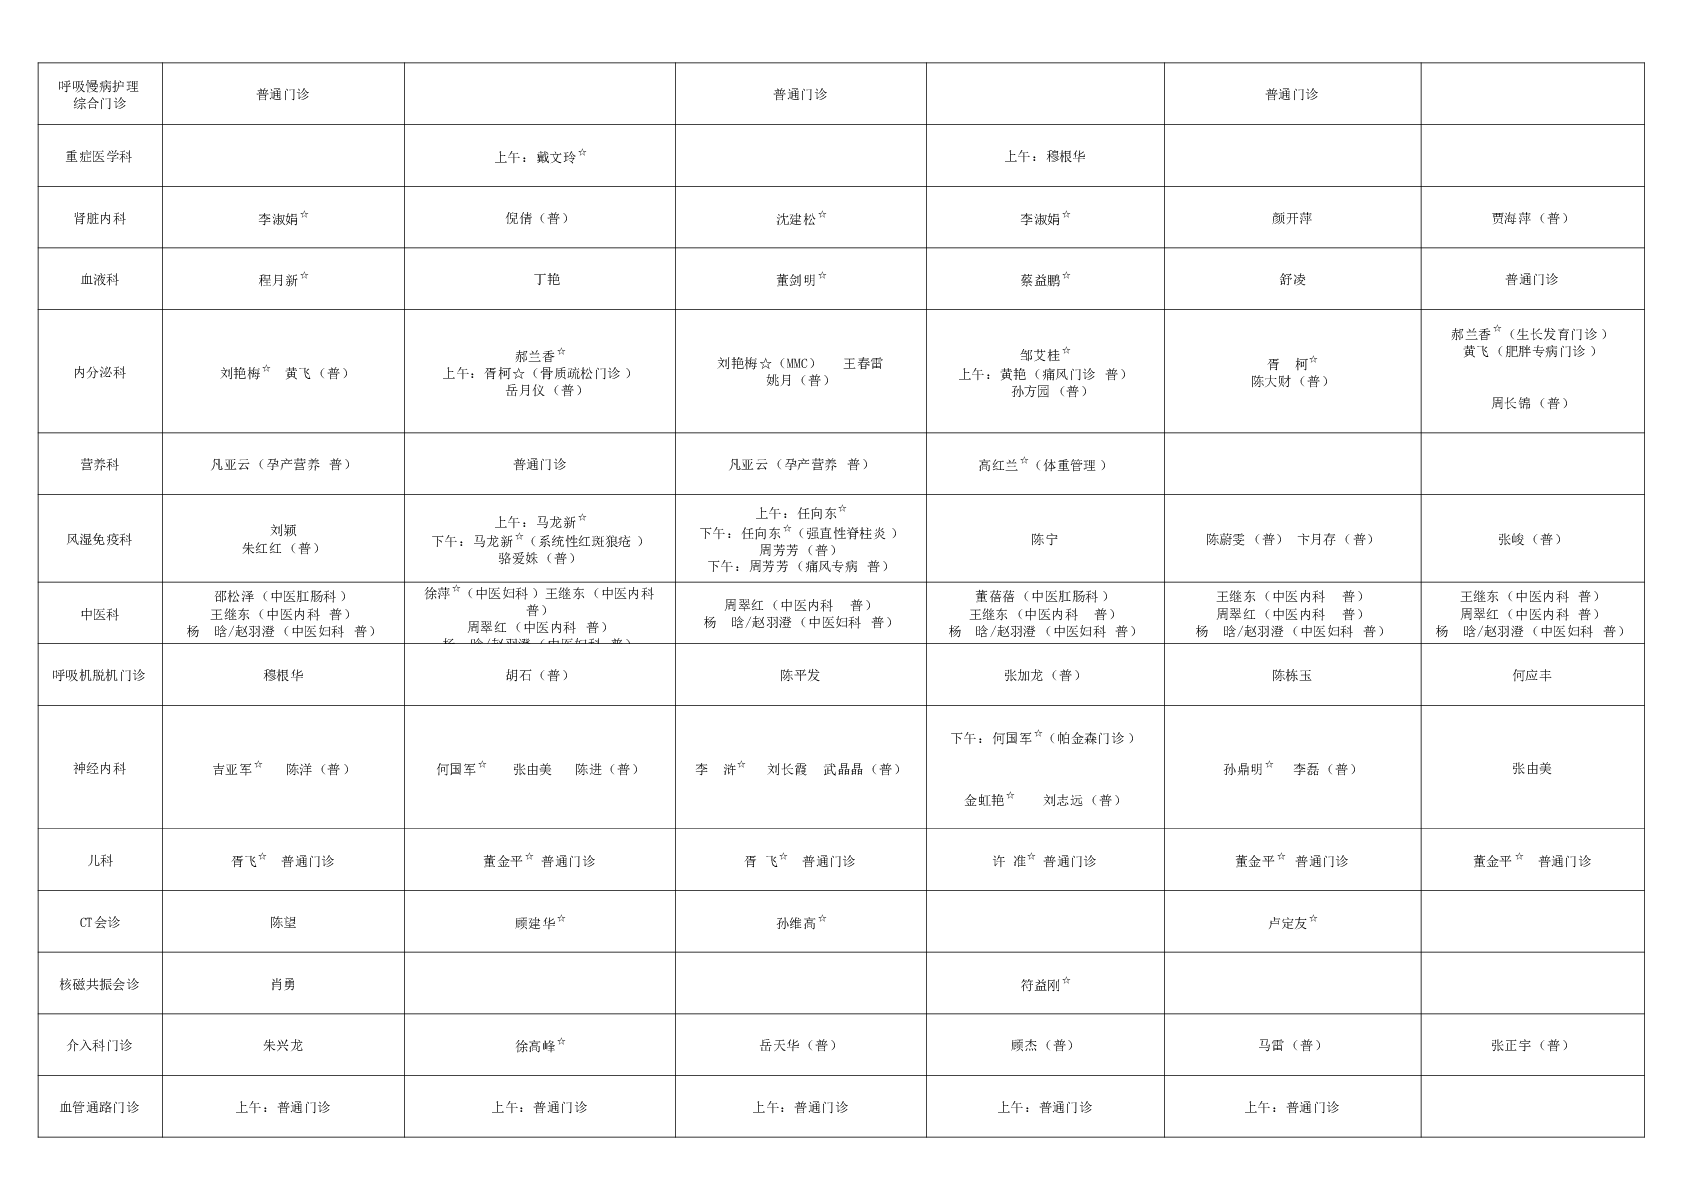 呼吸慢病护理
综合门诊
普通门诊
普通门诊
普通门诊
重症医学科
上午：戴文玲☆
上午：穆根华
肾脏内科
李淑娟☆
倪倩（普）
沈建松☆
李淑娟☆
颜开萍
贾海萍（普）
血液科
程月新☆
丁艳
董剑明☆
蔡益鹏☆
舒凌
普通门诊
内分泌科
刘艳梅☆ 黄飞（普）
郝兰香☆
上午：胥柯☆（骨质疏松门诊）
岳月仪（普）
刘艳梅☆（MMC） 王春雷
姚月（普）
邹艾桂☆
上午：黄艳（痛风门诊 普）
孙方园（普）
胥 柯☆
陈大财（普）
郝兰香☆（生长发育门诊）
黄飞（肥胖专病门诊）
周长锦（普）
营养科
凡亚云（孕产营养 普）
普通门诊
凡亚云（孕产营养 普）
高红兰☆（体重管理）
风湿免疫科
刘颖
朱红红（普）
上午：马龙新☆
下午：马龙新☆（系统性红斑狼疮）
骆爱姝（普）
上午：任向东☆
下午：任向东☆（强直性脊柱炎）
周芳芳（普）
下午：周芳芳（痛风专病 普）
陈宁
陈蔚雯（普） 卞月存（普）
张峻（普）
中医科
邵松泽（中医肛肠科）
王继东（中医内科 普）
杨 晗/赵羽澄（中医妇科 普）
徐萍☆（中医妇科）王继东（中医内科
普）
周翠红（中医内科 普）
杨 晗/赵羽澄（中医妇科 普）
周翠红（中医内科 普）
杨 晗/赵羽澄（中医妇科 普）
董蓓蓓（中医肛肠科）
王继东（中医内科 普）
杨 晗/赵羽澄（中医妇科 普）
王继东（中医内科 普）
周翠红（中医内科 普）
杨 晗/赵羽澄（中医妇科 普）
王继东（中医内科 普）
周翠红（中医内科 普）
杨 晗/赵羽澄（中医妇科 普）
呼吸机脱机门诊
穆根华
胡石（普）
陈平发
张加龙（普）
陈栋玉
何应丰
神经内科
吉亚军☆ 陈洋（普）
何国军☆ 张由美 陈进（普）
李 浒☆ 刘长霞 武晶晶（普）
下午：何国军☆（帕金森门诊）
金虹艳☆ 刘志远（普）
孙鼎明☆ 李磊（普）
张由美
儿科
胥飞☆ 普通门诊
董金平☆ 普通门诊
胥 飞☆ 普通门诊
许 准☆ 普通门诊
董金平☆ 普通门诊
董金平☆ 普通门诊
CT会诊
陈望
顾建华☆
孙维高☆
卢定友☆
核磁共振会诊
肖勇
符益刚☆
介入科门诊
朱兴龙
徐高峰☆
岳天华（普）
顾杰（普）
马雷（普）
张正宇（普）
血管通路门诊
上午：普通门诊
上午：普通门诊
上午：普通门诊
上午：普通门诊
上午：普通门诊